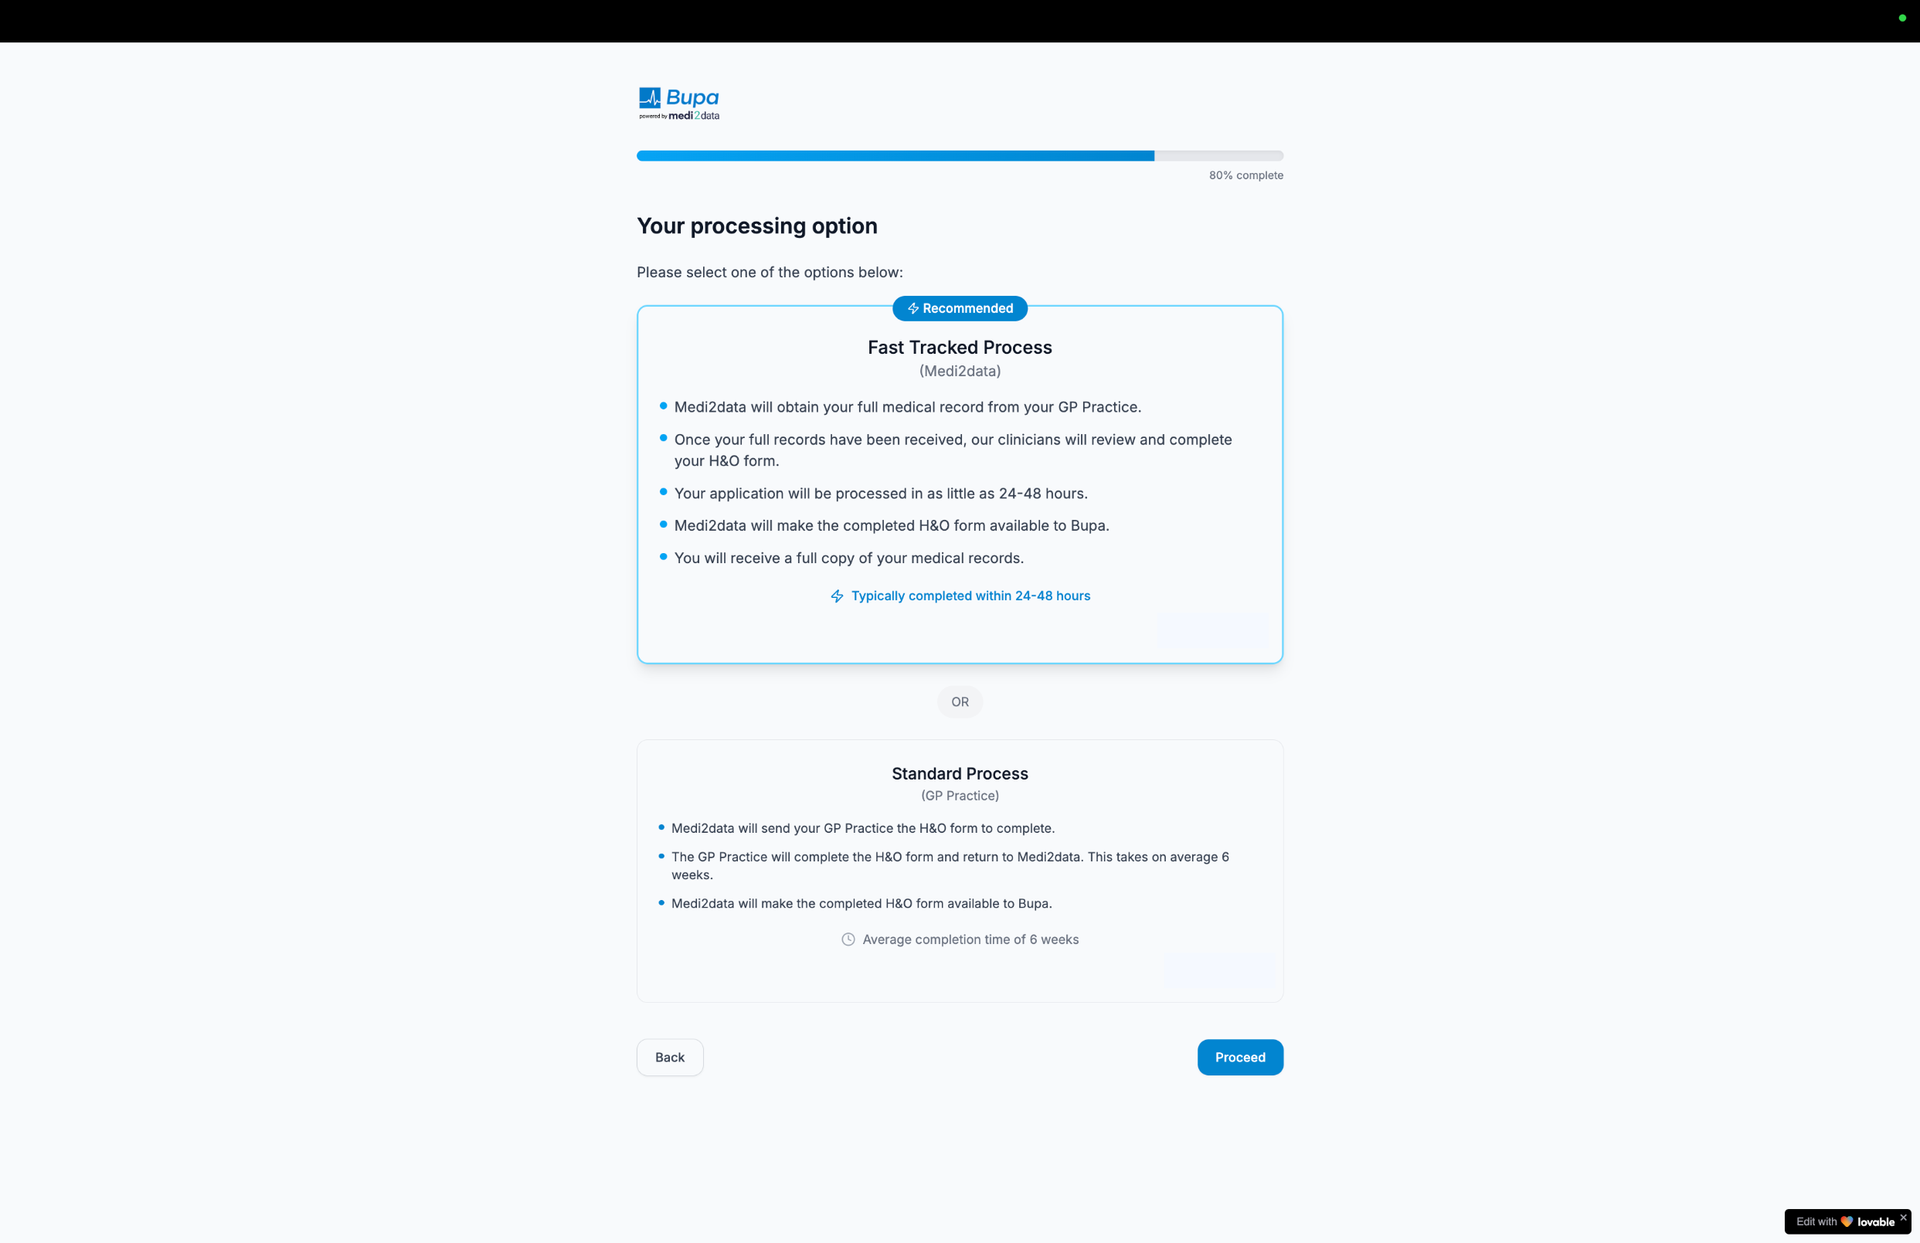 Bupa
powered by medi2data
80% complete
Your processing option
Please select one of the options below:
Recommended
Fast Tracked Process
(Medi2data)
Medi2data will obtain your full medical record from your GP Practice.
Once your full records have been received, our clinicians will review and complete
your H&O form.
Your application will be processed in as little as 24-48 hours.
Medi2data will make the completed H&O form available to Bupa.
You will receive a full copy of your medical records.
Typically completed within 24-48 hours
OR
Standard Process
(GP Practice)
Medi2data will send your GP Practice the H&O form to complete.
The GP Practice will complete the H&O form and return to Medi2data. This takes on average 6
weeks.
Medi2data will make the completed H&O form available to Bupa.
Average completion time of 6 weeks
Back
Proceed
Edit with lovable